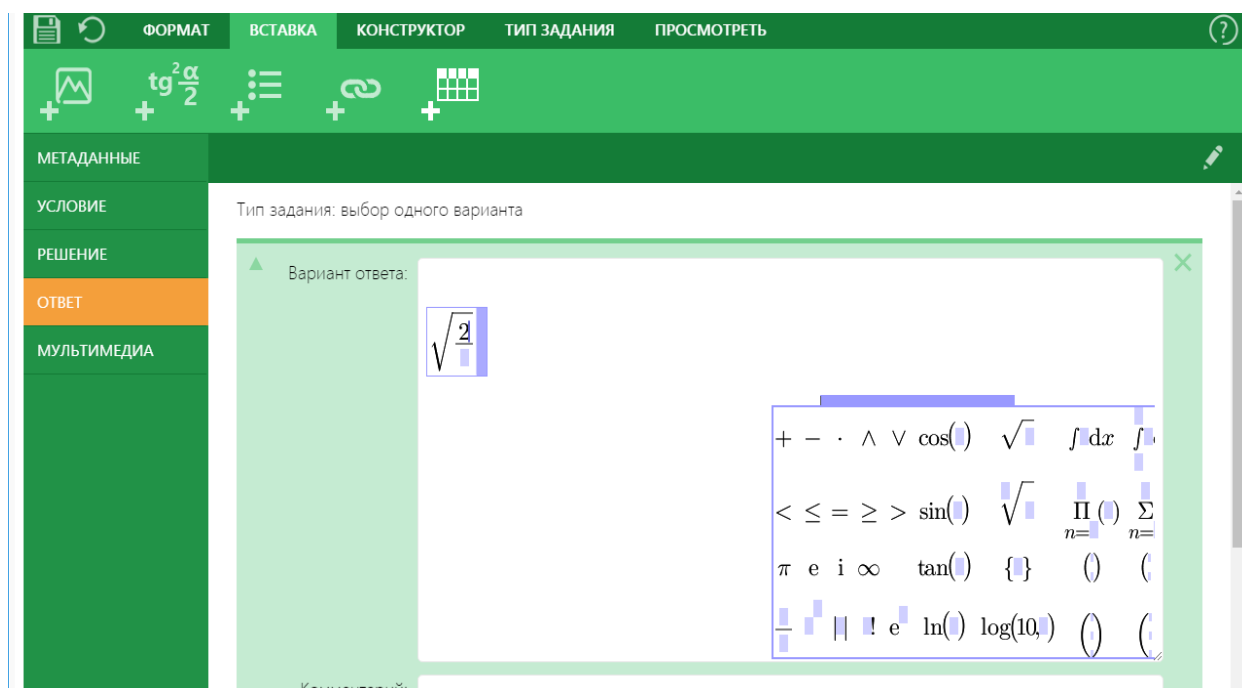 ФОРМАТ ВСТАВКА КОНСТРУКТОР ТИП ЗАДАНИЯ ПРОСМОТРЕТЬ ?
tg²α/2
МЕТАДАННЫЕ
УСЛОВИЕ
РЕШЕНИЕ
ОТВЕТ
МУЛЬТИМЕДИА
Тип задания: выбор одного варианта
Вариант ответа:
√2
+ − · ∧ ∨ cos( ) √ ∫ dx ∫
< ≤ = ≥ > sin( ) √ Π n= ( ) Σ n=
π e i ∞ tan( ) { } ( ) (
| | ! e ln( ) log(10, ) ( ) (